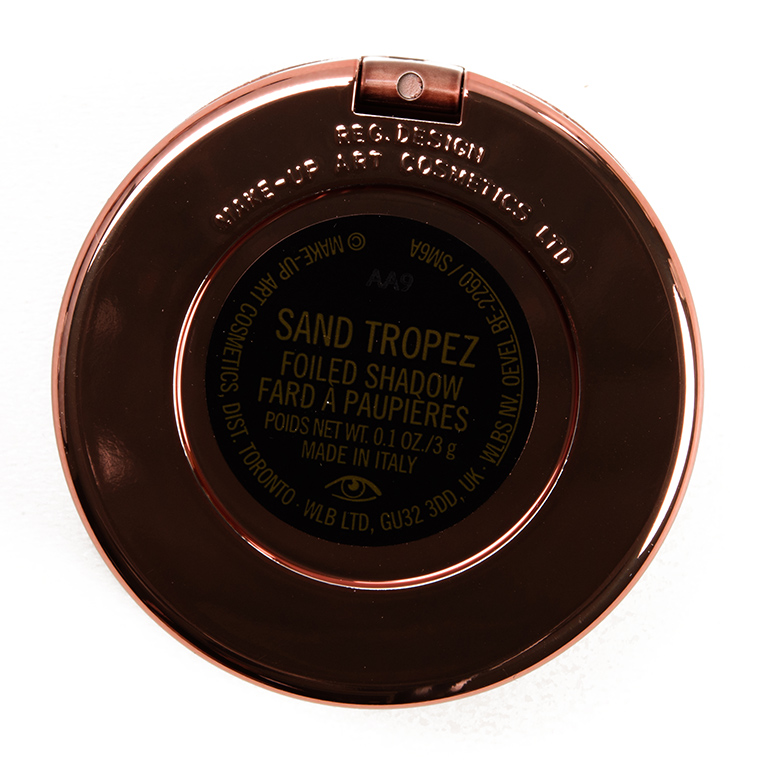 REG. DESIGN
MAKE-UP ART COSMETICS LTD
AA9
SAND TROPEZ
FOILED SHADOW
FARD À PAUPIÈRES
POIDS NET WT. 0.1 OZ./3 g
MADE IN ITALY
© MAKE-UP ART COSMETICS, DIST. TORONTO · WLB LTD, GU32 3DD, UK · WLBS NV, OEVEL BE-2260 / SM6A